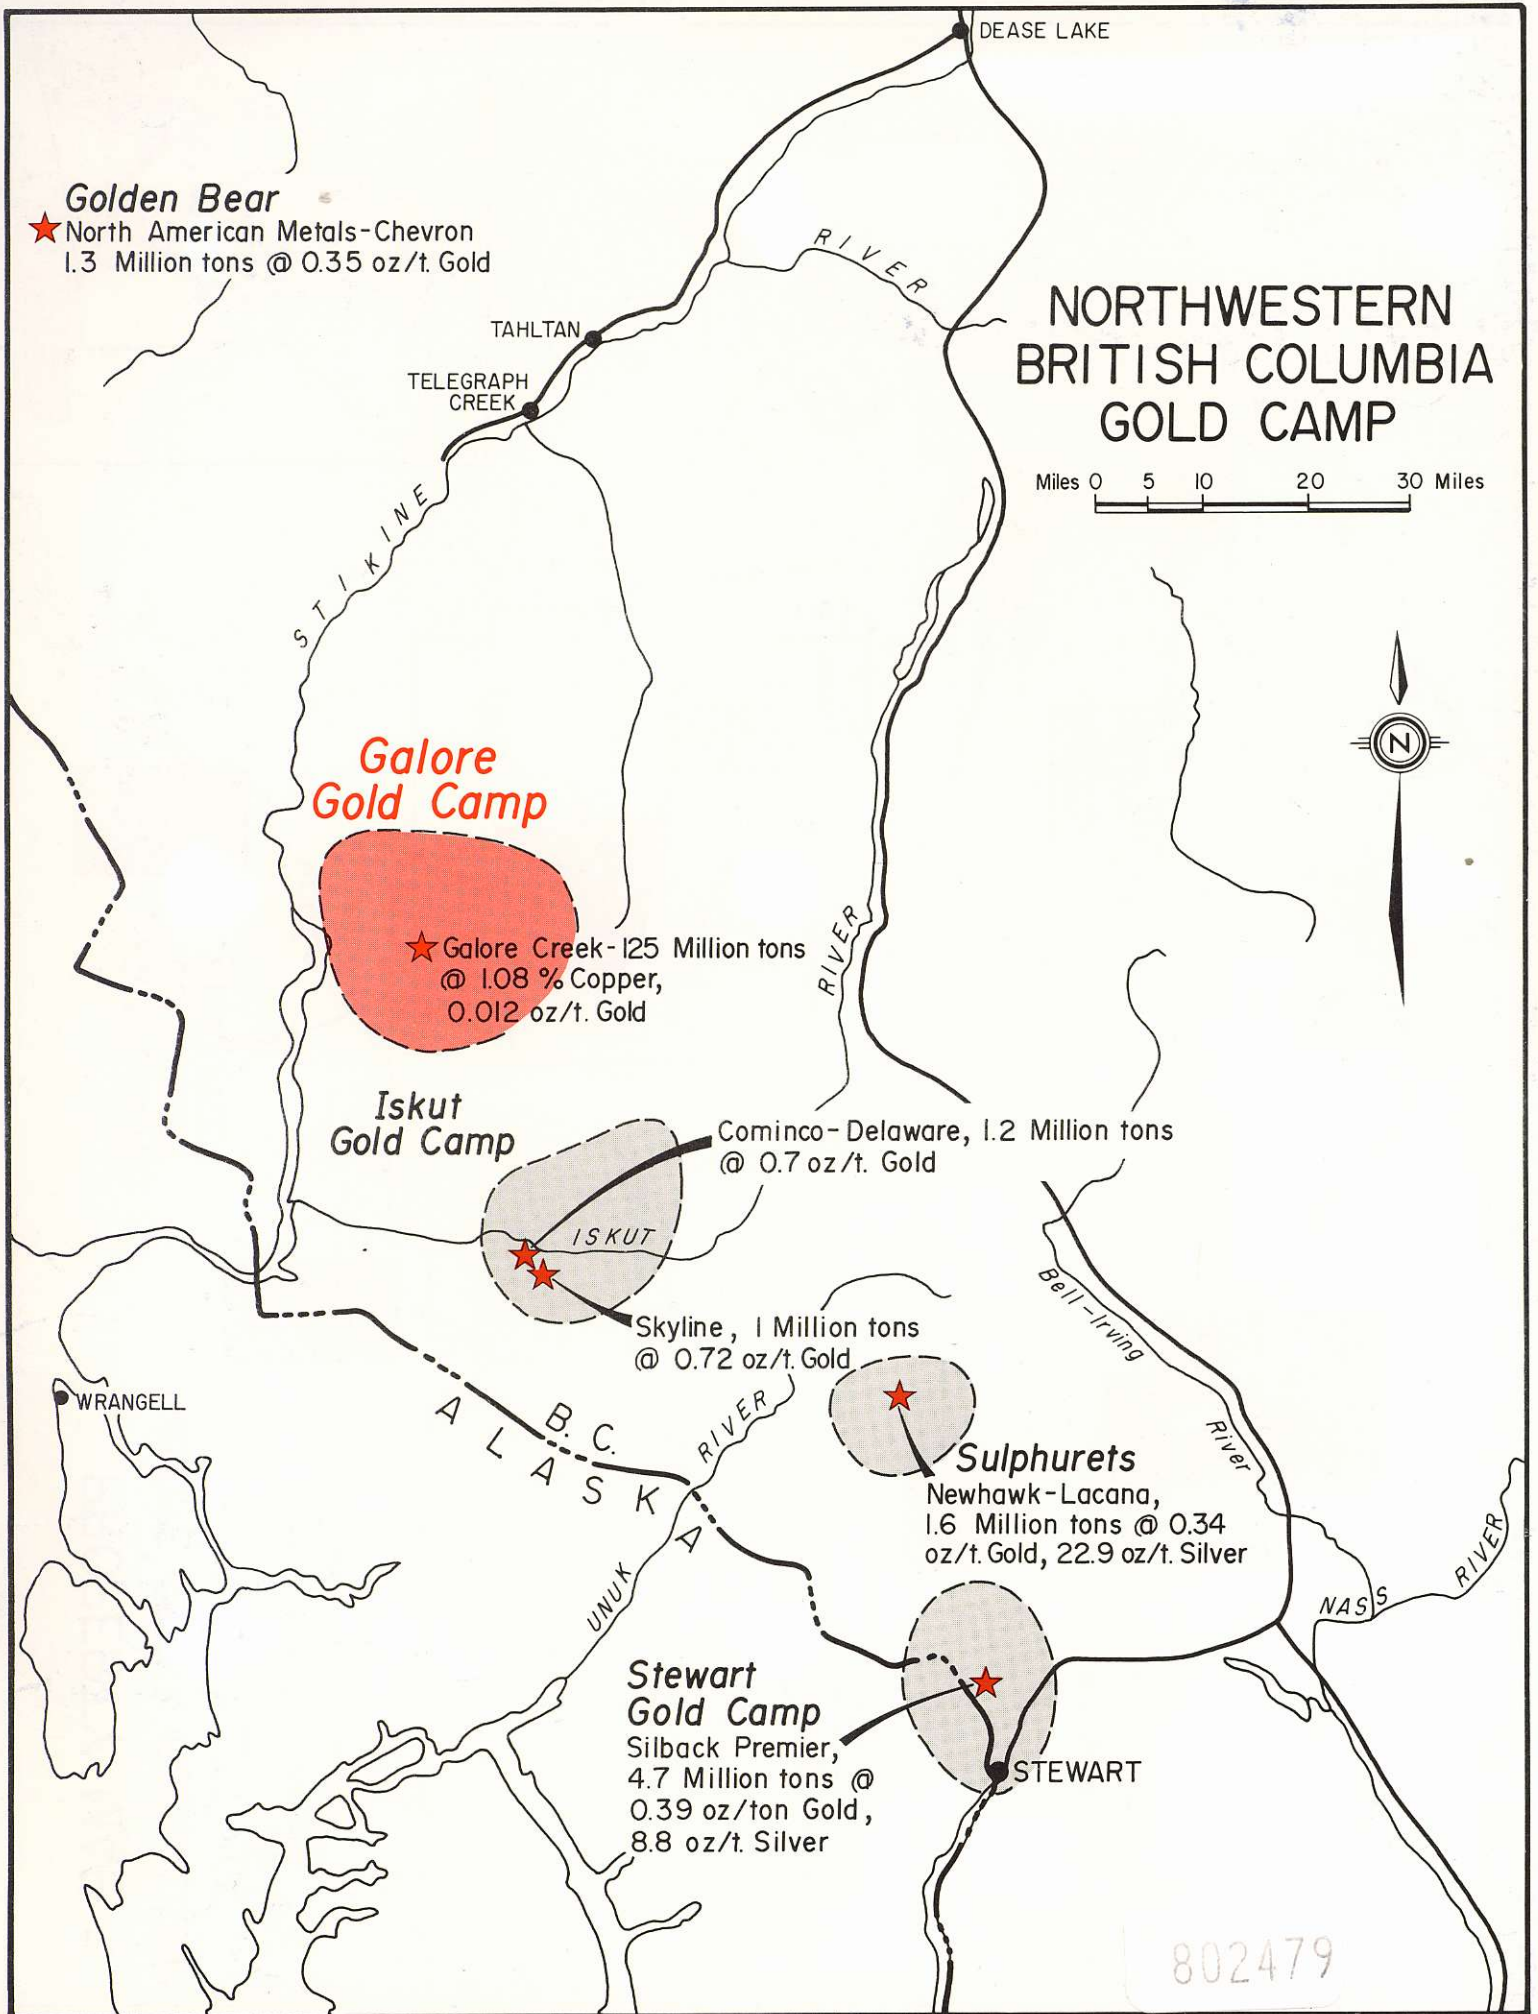 DEASE LAKE
Golden Bear
North American Metals-Chevron
1.3 Million tons @ 0.35 oz/t. Gold
RIVER
NORTHWESTERN
BRITISH COLUMBIA
GOLD CAMP
Miles 0 5 10 20 30 Miles
TAHLTAN
TELEGRAPH
CREEK
STIKINE
N
Galore
Gold Camp
Galore Creek-125 Million tons
@ 1.08 % Copper,
0.012 oz/t. Gold
RIVER
Iskut
Gold Camp
Cominco-Delaware, 1.2 Million tons
@ 0.7 oz/t. Gold
ISKUT
Skyline, 1 Million tons
@ 0.72 oz/t. Gold
Bell-Irving
River
WRANGELL
B. C.
ALASKA
RIVER
UNUK
Sulphurets
Newhawk-Lacana,
1.6 Million tons @ 0.34
oz/t. Gold, 22.9 oz/t. Silver
NASS
RIVER
Stewart
Gold Camp
Silback Premier,
4.7 Million tons @
0.39 oz/ton Gold,
8.8 oz/t. Silver
STEWART
802479